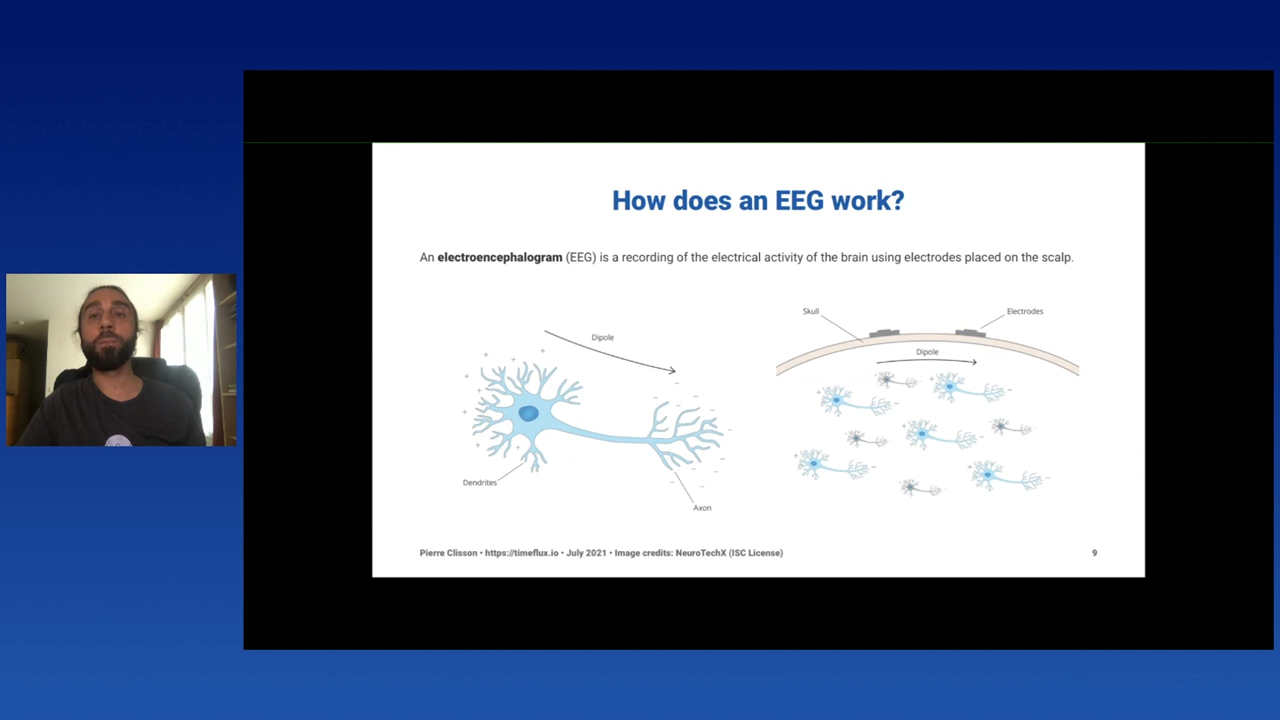 How does an EEG work?
An electroencephalogram (EEG) is a recording of the electrical activity of the brain using electrodes placed on the scalp.
Dipole
Dendrites
Axon
Skull
Electrodes
Dipole
Pierre Clisson • https://timeflux.io • July 2021 • Image credits: NeuroTechX (ISC License)
9